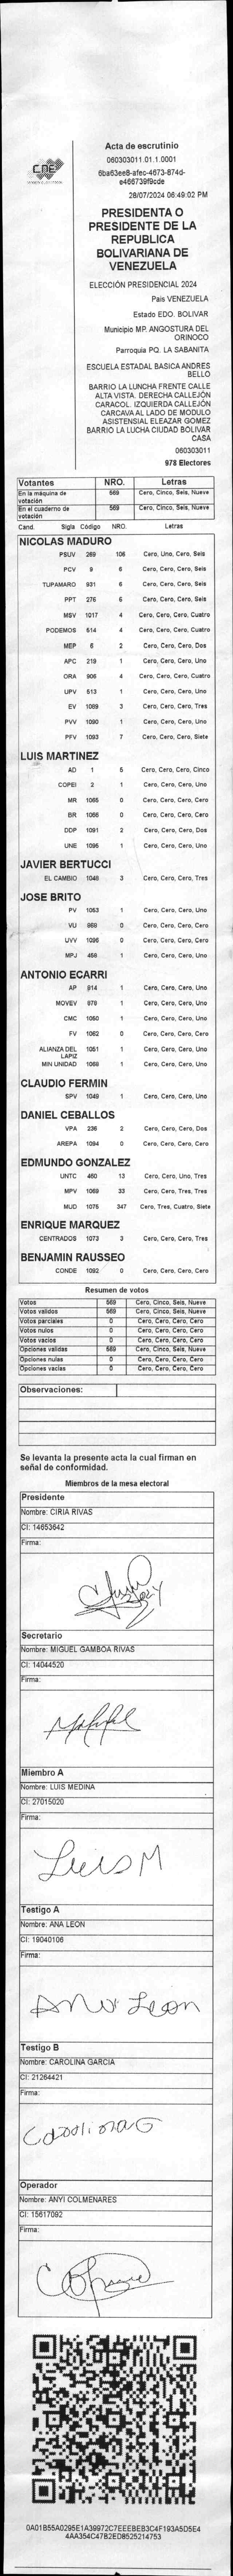 CNE
Acta de escrutinio
060303011.01.1.0001
6ba63ee8-afec-4673-874d-
e466739f9cde
28/07/2024 06:49:02 PM
PRESIDENTA O
PRESIDENTE DE LA
REPUBLICA
BOLIVARIANA DE
VENEZUELA
ELECCIÓN PRESIDENCIAL 2024
Pais VENEZUELA
Estado EDO. BOLIVAR
Municipio MP. ANGOSTURA DEL
ORINOCO
Parroquia PQ. LA SABANITA
ESCUELA ESTADAL BASICA ANDRES
BELLO
BARRIO LA LUNCHA FRENTE CALLE
ALTA VISTA. DERECHA CALLEJÓN
CARACOL. IZQUIERDA CALLEJÓN
CARCAVA AL LADO DE MODULO
ASISTENSIAL ELEAZAR GOMEZ
BARRIO LA LUCHA CIUDAD BOLIVAR
CASA
060303011
978 Electores
Votantes NRO. Letras
En la máquina de votación 569 Cero, Cinco, Seis, Nueve
En el cuaderno de votación 569 Cero, Cinco, Seis, Nueve
Cand. Sigla Código NRO. Letras
NICOLAS MADURO
PSUV 269 106 Cero, Uno, Cero, Seis
PCV 9 6 Cero, Cero, Cero, Seis
TUPAMARO 931 6 Cero, Cero, Cero, Seis
PPT 276 6 Cero, Cero, Cero, Seis
MSV 1017 4 Cero, Cero, Cero, Cuatro
PODEMOS 514 4 Cero, Cero, Cero, Cuatro
MEP 6 2 Cero, Cero, Cero, Dos
APC 219 1 Cero, Cero, Cero, Uno
ORA 906 4 Cero, Cero, Cero, Cuatro
UPV 513 1 Cero, Cero, Cero, Uno
EV 1089 3 Cero, Cero, Cero, Tres
PVV 1090 1 Cero, Cero, Cero, Uno
PFV 1093 7 Cero, Cero, Cero, Siete
LUIS MARTINEZ
AD 1 5 Cero, Cero, Cero, Cinco
COPEI 2 1 Cero, Cero, Cero, Uno
MR 1065 0 Cero, Cero, Cero, Cero
BR 1066 0 Cero, Cero, Cero, Cero
DDP 1091 2 Cero, Cero, Cero, Dos
UNE 1095 1 Cero, Cero, Cero, Uno
JAVIER BERTUCCI
EL CAMBIO 1048 3 Cero, Cero, Cero, Tres
JOSE BRITO
PV 1053 1 Cero, Cero, Cero, Uno
VU 968 0 Cero, Cero, Cero, Cero
UVV 1096 0 Cero, Cero, Cero, Cero
MPJ 458 1 Cero, Cero, Cero, Uno
ANTONIO ECARRI
AP 814 1 Cero, Cero, Cero, Uno
MOVEV 978 1 Cero, Cero, Cero, Uno
CMC 1050 1 Cero, Cero, Cero, Uno
FV 1062 0 Cero, Cero, Cero, Cero
ALIANZA DEL LAPIZ 1051 1 Cero, Cero, Cero, Uno
MIN UNIDAD 1068 1 Cero, Cero, Cero, Uno
CLAUDIO FERMIN
SPV 1049 1 Cero, Cero, Cero, Uno
DANIEL CEBALLOS
VPA 236 2 Cero, Cero, Cero, Dos
AREPA 1094 0 Cero, Cero, Cero, Cero
EDMUNDO GONZALEZ
UNTC 460 13 Cero, Cero, Uno, Tres
MPV 1069 33 Cero, Cero, Tres, Tres
MUD 1075 347 Cero, Tres, Cuatro, Siete
ENRIQUE MARQUEZ
CENTRADOS 1073 3 Cero, Cero, Cero, Tres
BENJAMIN RAUSSEO
CONDE 1092 0 Cero, Cero, Cero, Cero
Resumen de votos
Votos 569 Cero, Cinco, Seis, Nueve
Votos validos 569 Cero, Cinco, Seis, Nueve
Votos parciales 0 Cero, Cero, Cero, Cero
Votos nulos 0 Cero, Cero, Cero, Cero
Votos vacios 0 Cero, Cero, Cero, Cero
Opciones validas 569 Cero, Cinco, Seis, Nueve
Opciones nulas 0 Cero, Cero, Cero, Cero
Opciones vacias 0 Cero, Cero, Cero, Cero
Observaciones:
Se levanta la presente acta la cual firman en
señal de conformidad.
Miembros de la mesa electoral
Presidente
Nombre: CIRIA RIVAS
CI: 14653642
Firma:
Secretario
Nombre: MIGUEL GAMBOA RIVAS
CI: 14044520
Firma:
Miembro A
Nombre: LUIS MEDINA
CI: 27015020
Firma:
Luis M
Testigo A
Nombre: ANA LEON
CI: 19040106
Firma:
Ana Leon
Testigo B
Nombre: CAROLINA GARCIA
CI: 21264421
Firma:
Carolina G
Operador
Nombre: ANYI COLMENARES
CI: 15617092
Firma:
0A01B55A0295E1A39972C7EEEBEB3C4F193A5D5E4
4AA354C47B2ED8525214753